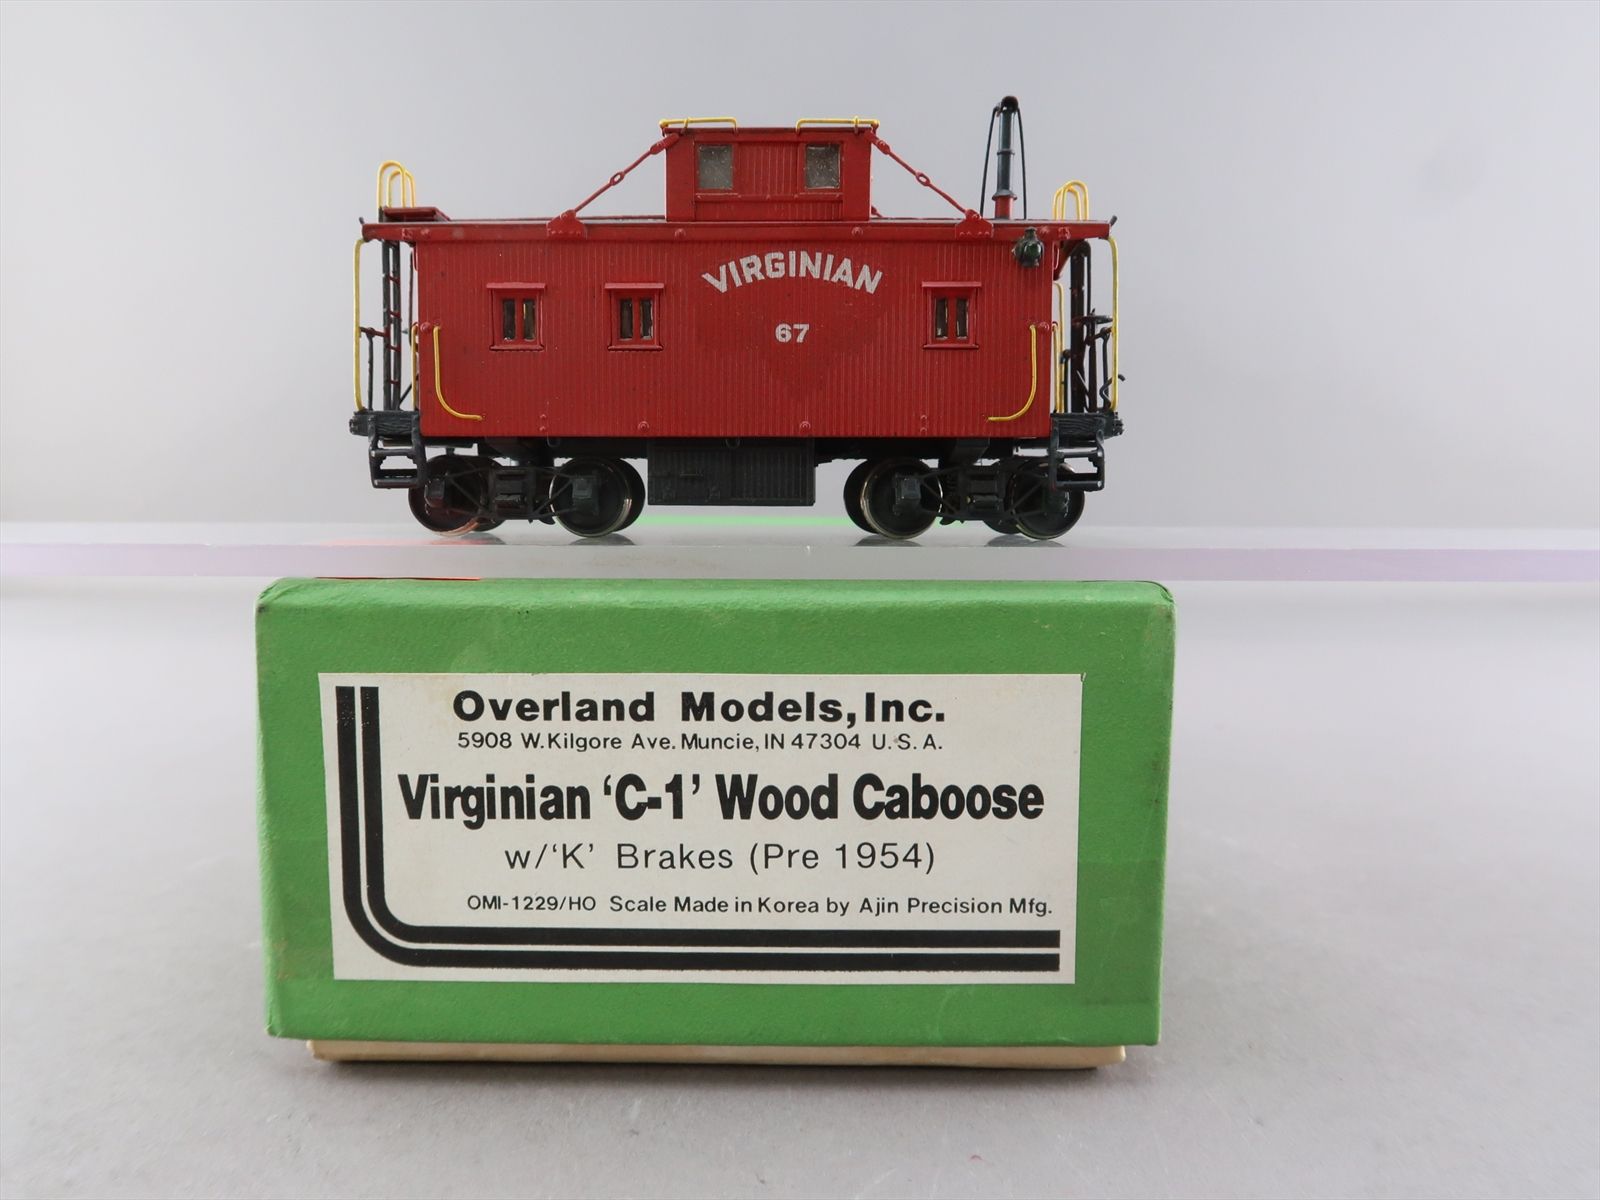 VIRGINIAN
67
Overland Models, Inc.
5908 W. Kilgore Ave. Muncie, IN 47304 U. S. A.
Virginian ‘C-1’ Wood Caboose
w/‘K’ Brakes (Pre 1954)
OMI-1229/HO Scale Made in Korea by Ajin Precision Mfg.